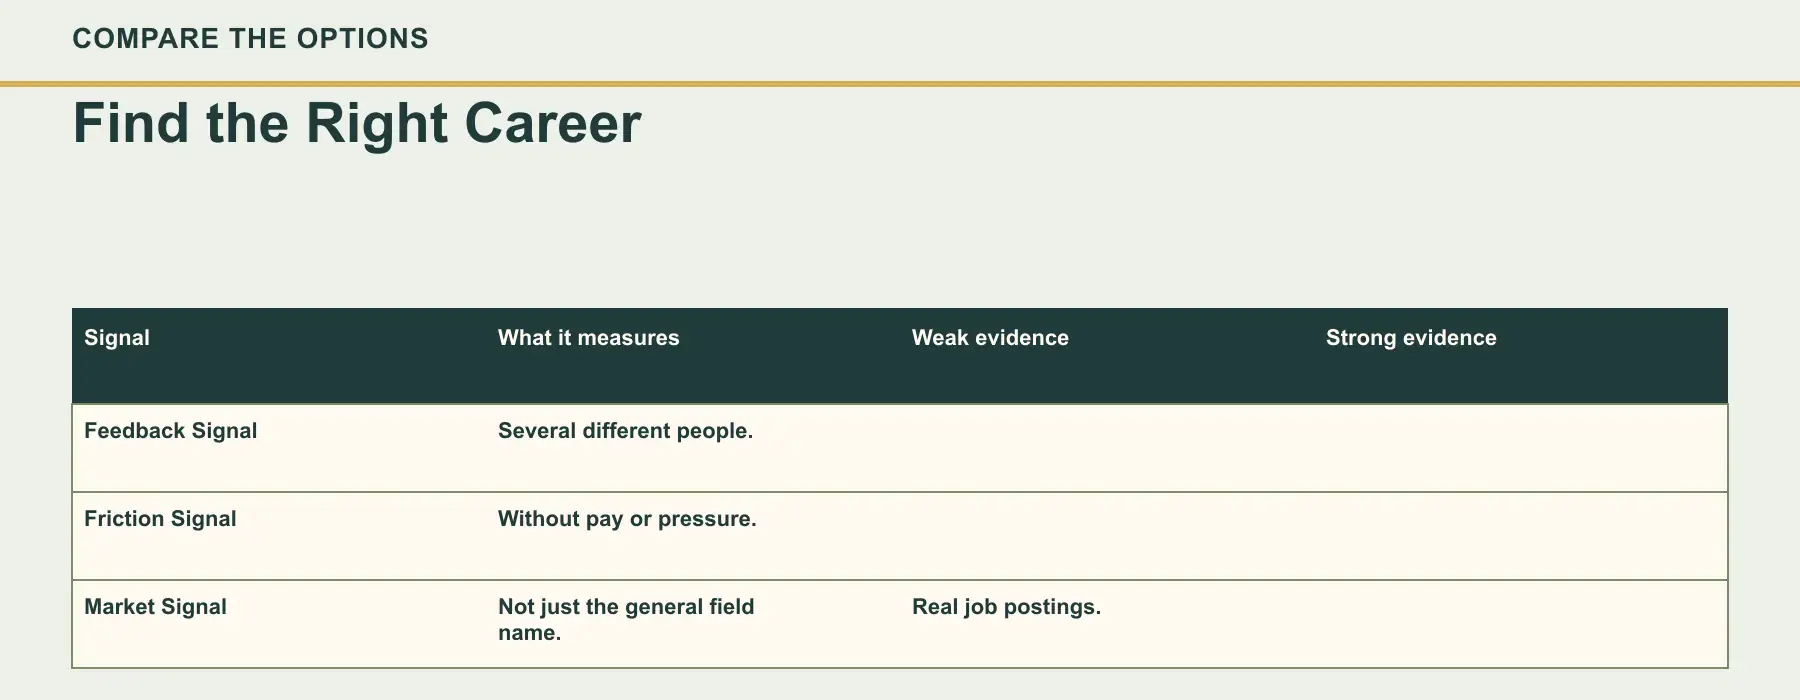 COMPARE THE OPTIONS
Find the Right Career
Signal What it measures Weak evidence Strong evidence
Feedback Signal Several different people.
Friction Signal Without pay or pressure.
Market Signal Not just the general field Real job postings.
name.